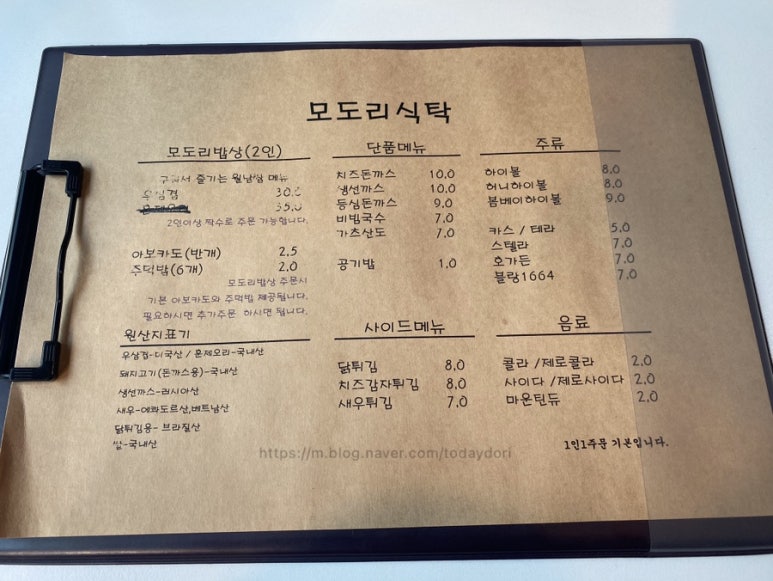 모도리식탁
모도리밥상(2인)
구워서 즐기는 월남쌈 메뉴
우삼겹 30.0
35.0
2인이상 짝수로 주문 가능합니다.
아보카도(반개) 2.5
주먹밥(6개) 2.0
모도리밥상 주문시
기본 아보카도와 주먹밥 제공됩니다.
필요하시면 추가주문 하시면 됩니다.
원산지표기
우삼겹-미국산 / 훈제오리-국내산
돼지고기(돈까스용)-국내산
생선까스-러시아산
새우-에콰도르산,베트남산
닭튀김용- 브라질산
쌀-국내산
단품메뉴
치즈돈까스 10.0
생선까스 10.0
등심돈까스 9.0
비빔국수 7.0
가츠산도 7.0
공기밥 1.0
사이드메뉴
닭튀김 8.0
치즈감자튀김 8.0
새우튀김 7.0
주류
하이볼 8.0
허니하이볼 8.0
봄베이하이볼 9.0
카스 / 테라 5.0
스텔라 7.0
호가든 7.0
블랑1664 7.0
음료
콜라 /제로콜라 2.0
사이다 /제로사이다 2.0
마운틴듀 2.0
1인1주문 기본입니다.
https://m.blog.naver.com/todaydori